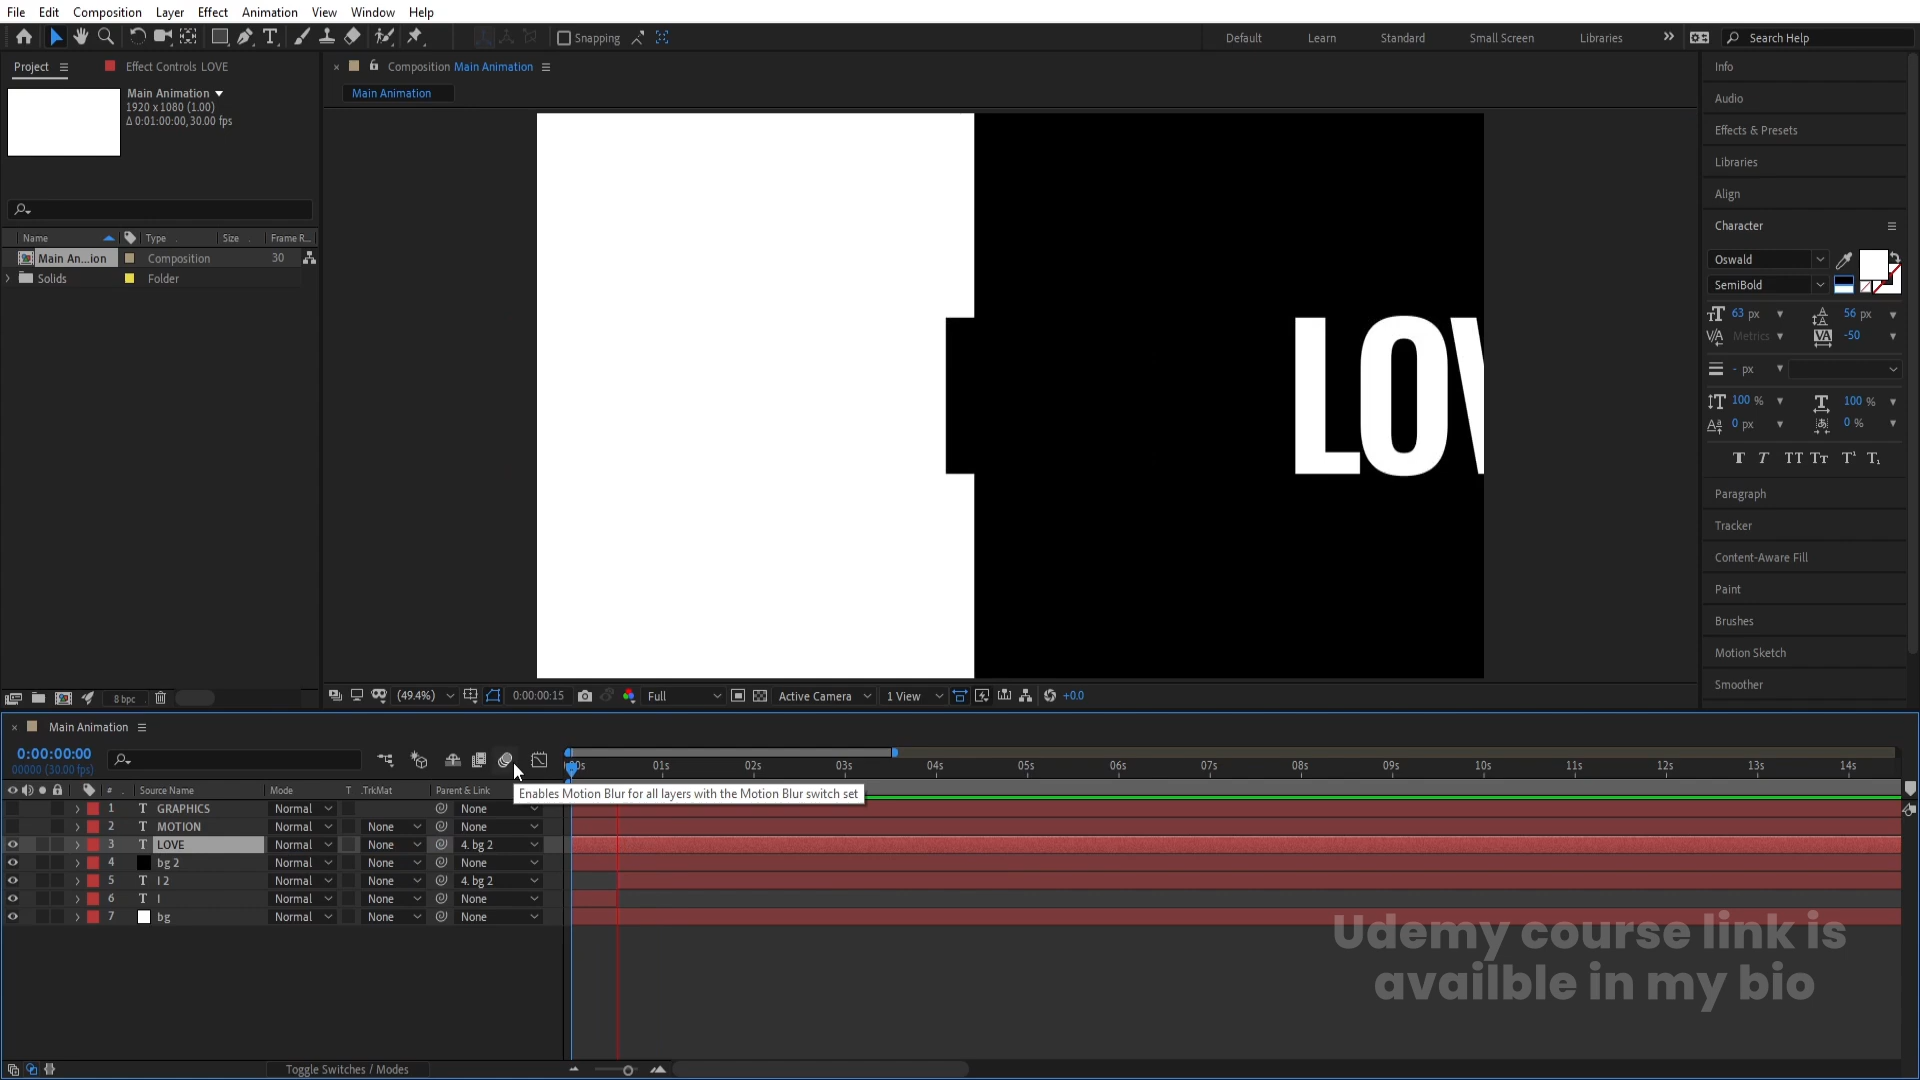 File Edit Composition Layer Effect Animation View Window Help
Snapping
Default Learn Standard Small Screen Libraries Search Help
Project Effect Controls LOVE
Main Animation
1920 x 1080 (1.00)
Δ 0:01:00:00, 30.00 fps
Composition Main Animation
Main Animation
Name Type Size Frame R...
Main An...ion Composition 30
Solids Folder
LOV
Info
Audio
Effects & Presets
Libraries
Align
Character
Oswald
SemiBold
63 px 56 px
Metrics -50
- px
100 % 100 %
0 px 0 %
Paragraph
Tracker
Content-Aware Fill
Paint
Brushes
Motion Sketch
Smoother
8 bpc
(49.4%) 0:00:00:15 Full Active Camera 1 View +0.0
Main Animation
0:00:00:00
00000 (30.00 fps)
00s 01s 02s 03s 04s 05s 06s 07s 08s 09s 10s 11s 12s 13s 14s
# Source Name Mode T .TrkMat Parent & Link
Enables Motion Blur for all layers with the Motion Blur switch set
1 T GRAPHICS Normal None
2 T MOTION Normal None None
3 T LOVE Normal None 4. bg 2
4 bg 2 Normal None None
5 T I 2 Normal None 4. bg 2
6 T I Normal None None
7 bg Normal None None
Udemy course link is
availble in my bio
Toggle Switches / Modes